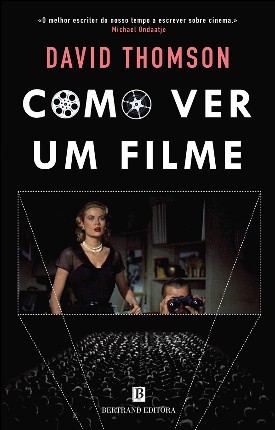 «O melhor escritor do nosso tempo a escrever sobre cinema.»
Michael Ondaatje
DAVID THOMSON
COMO VER
UM FILME
B
BERTRAND EDITORA